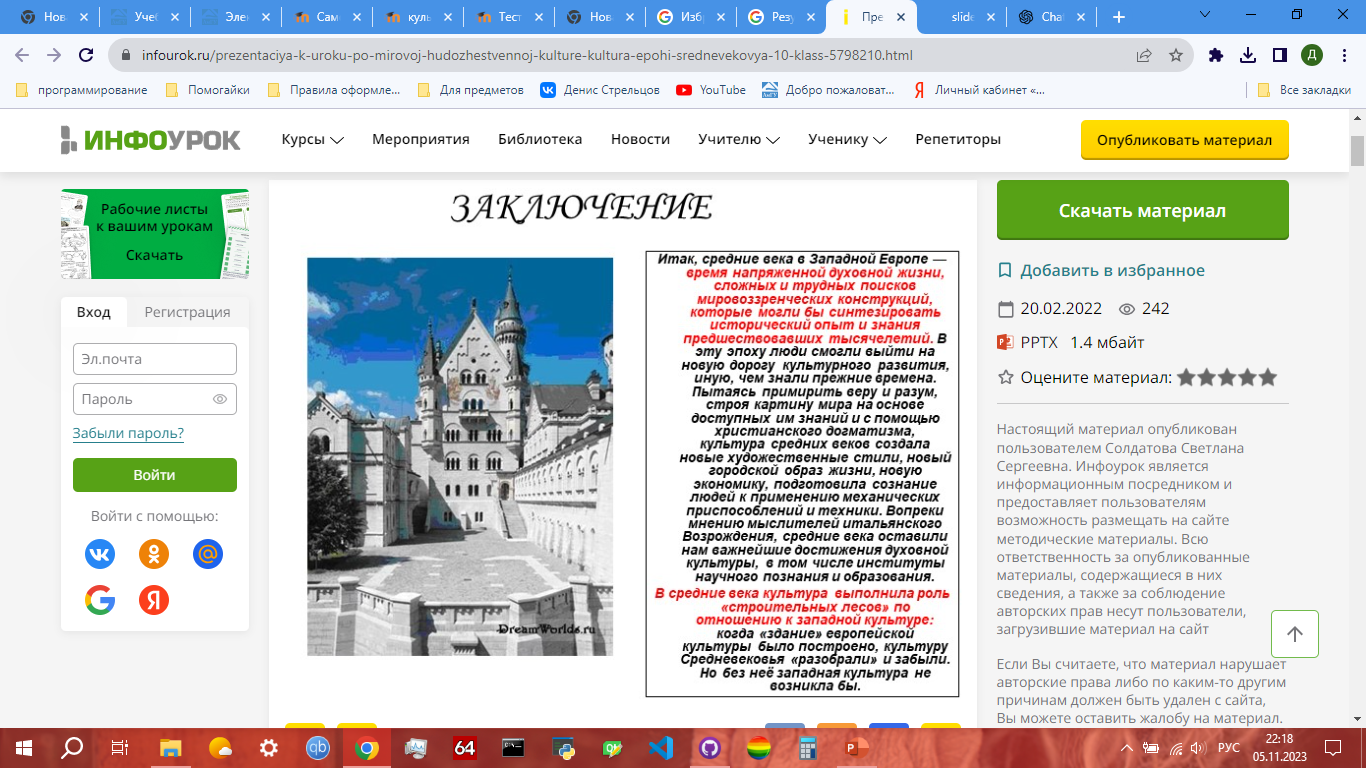 Нов
Учеб
Элек
Сам
куль
Тест
Нова
Избр
Резу
Пре
slide
Chat
infourok.ru/prezentaciya-k-uroku-po-mirovoj-hudozhestvennoj-kulture-kultura-epohi-srednevekovya-10-klass-5798210.html
Д
программирование
Помогайки
Правила оформле...
Для предметов
Денис Стрельцов
YouTube
Добро пожаловат...
Личный кабинет «...
Все закладки
ИНФОУРОК
Курсы
Мероприятия
Библиотека
Новости
Учителю
Ученику
Репетиторы
Опубликовать материал
Рабочие листы
к вашим урокам
Скачать
Вход
Регистрация
Эл.почта
Пароль
Забыли пароль?
Войти
Войти с помощью:
ЗАКЛЮЧЕНИЕ
DreamWorlds.ru
Итак, средние века в Западной Европе —
время напряженной духовной жизни,
сложных и трудных поисков
мировоззренческих конструкций,
которые могли бы синтезировать
исторический опыт и знания
предшествовавших тысячелетий. В
эту эпоху люди смогли выйти на
новую дорогу культурного развития,
иную, чем знали прежние времена.
Пытаясь примирить веру и разум,
строя картину мира на основе
доступных им знаний и с помощью
христианского догматизма,
культура средних веков создала
новые художественные стили, новый
городской образ жизни, новую
экономику, подготовила сознание
людей к применению механических
приспособлений и техники. Вопреки
мнению мыслителей итальянского
Возрождения, средние века оставили
нам важнейшие достижения духовной
культуры, в том числе институты
научного познания и образования.
В средние века культура выполнила роль
«строительных лесов» по
отношению к западной культуре:
когда «здание» европейской
культуры было построено, культуру
Средневековья «разобрали» и забыли.
Но без неё западная культура не
возникла бы.
Скачать материал
Добавить в избранное
20.02.2022 242
PPTX 1.4 мбайт
Оцените материал:
Настоящий материал опубликован
пользователем Солдатова Светлана
Сергеевна. Инфоурок является
информационным посредником и
предоставляет пользователям
возможность размещать на сайте
методические материалы. Всю
ответственность за опубликованные
материалы, содержащиеся в них
сведения, а также за соблюдение
авторских прав несут пользователи,
загрузившие материал на сайт
Если Вы считаете, что материал нарушает
авторские права либо по каким-то другим
причинам должен быть удален с сайта,
Вы можете оставить жалобу на материал.
qb
64
РУС
22:18
05.11.2023